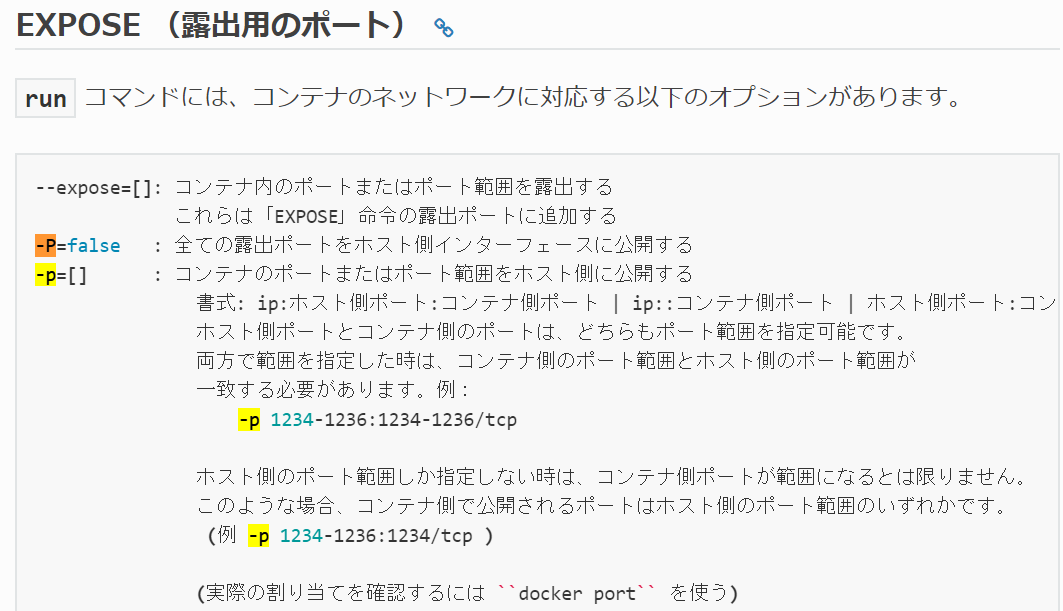 EXPOSE （露出用のポート）
run コマンドには、コンテナのネットワークに対応する以下のオプションがあります。
--expose=[]: コンテナ内のポートまたはポート範囲を露出する
これらは「EXPOSE」命令の露出ポートに追加する
-P=false : 全ての露出ポートをホスト側インターフェースに公開する
-p=[] : コンテナのポートまたはポート範囲をホスト側に公開する
書式: ip:ホスト側ポート:コンテナ側ポート | ip::コンテナ側ポート | ホスト側ポート:コン
ホスト側ポートとコンテナ側のポートは、どちらもポート範囲を指定可能です。
両方で範囲を指定した時は、コンテナ側のポート範囲とホスト側のポート範囲が
一致する必要があります。例：
-p 1234-1236:1234-1236/tcp
ホスト側のポート範囲しか指定しない時は、コンテナ側ポートが範囲になるとは限りません。
このような場合、コンテナ側で公開されるポートはホスト側のポート範囲のいずれかです。
(例 -p 1234-1236:1234/tcp )
(実際の割り当てを確認するには ``docker port`` を使う)